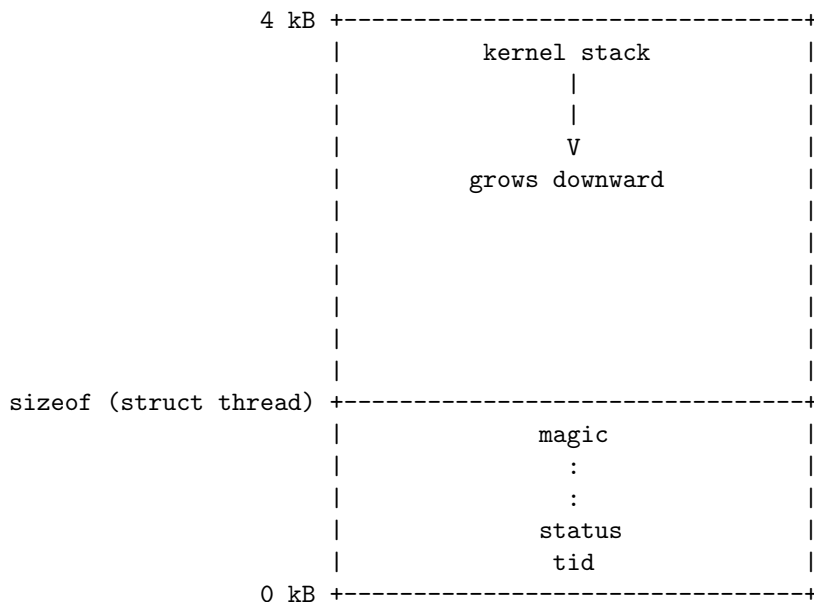 4 kB +---------------------------------+
| kernel stack |
| | |
| | |
| V |
| grows downward |
| |
| |
| |
| |
| |
| |
sizeof (struct thread) +---------------------------------+
| magic |
| : |
| : |
| status |
| tid |
0 kB +---------------------------------+